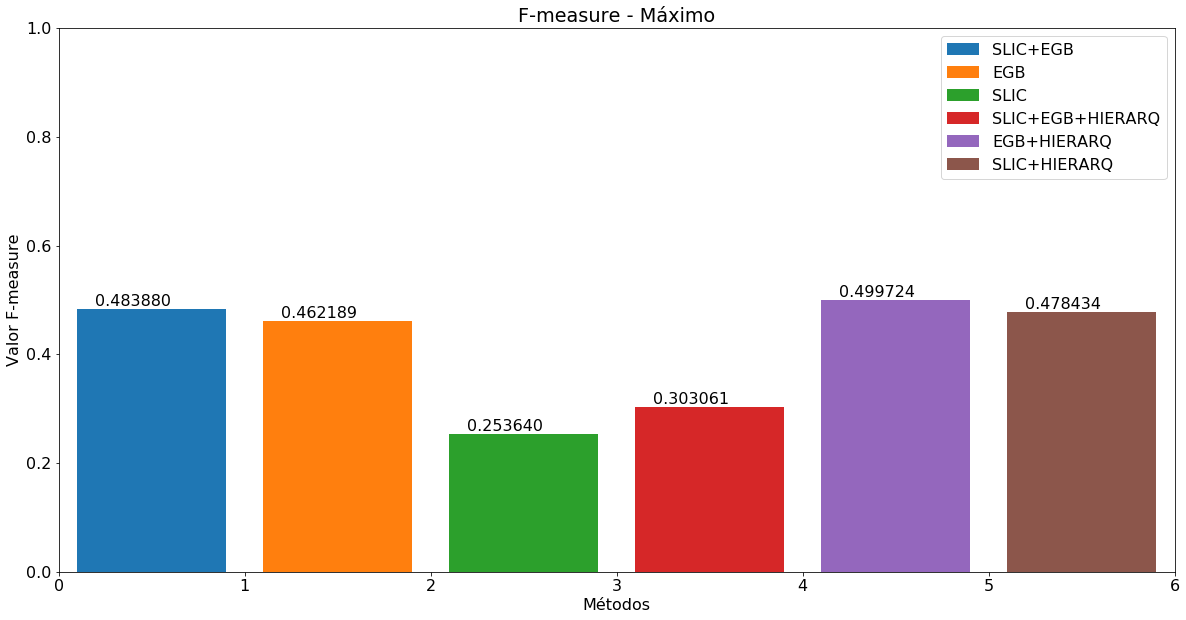 F-measure - Máximo
1.0
0.8
0.6
0.4
0.2
0.0
Valor F-measure
SLIC+EGB
EGB
SLIC
SLIC+EGB+HIERARQ
EGB+HIERARQ
SLIC+HIERARQ
0.483880
0.462189
0.253640
0.303061
0.499724
0.478434
0 1 2 3 4 5 6
Métodos